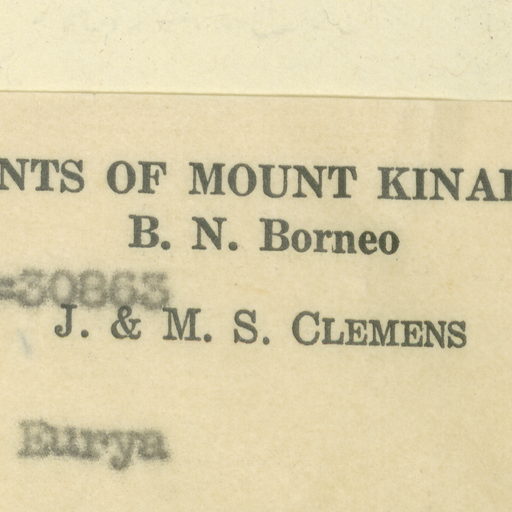 NTS OF MOUNT KINA
B. N. Borneo
30863
J. & M. S. CLEMENS
Eurya